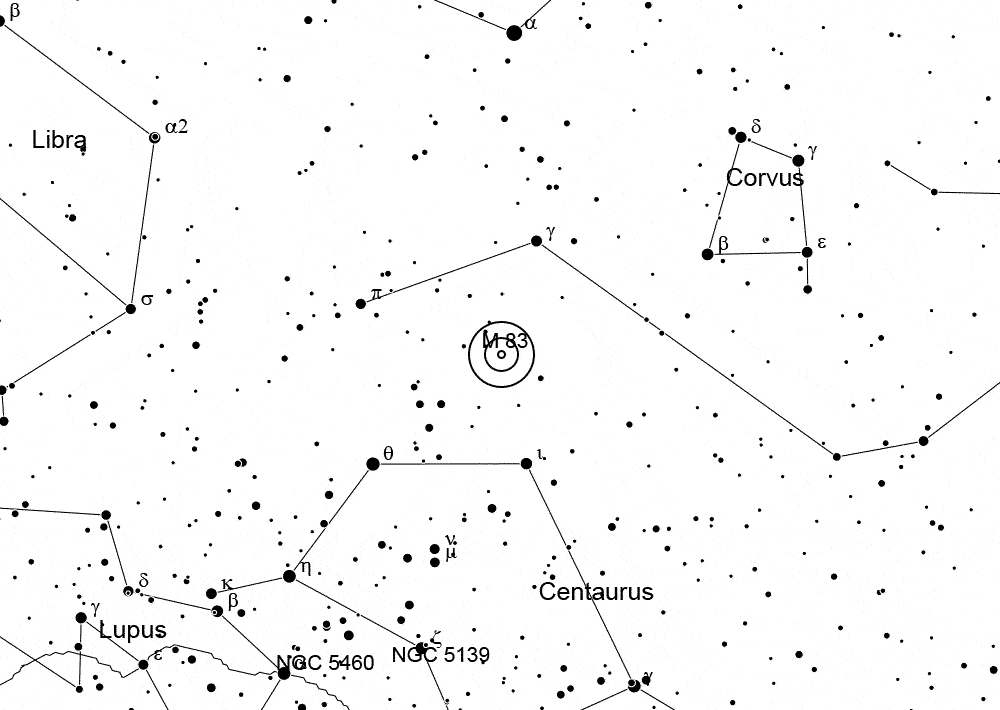 β
α
α2
Libra
δ
γ
Corvus
γ
β
ε
π
σ
M 83
θ
ι
ν
μ
η
δ
κ
Centaurus
β
γ
Lupus
ζ
ε
NGC 5460
NGC 5139
γ